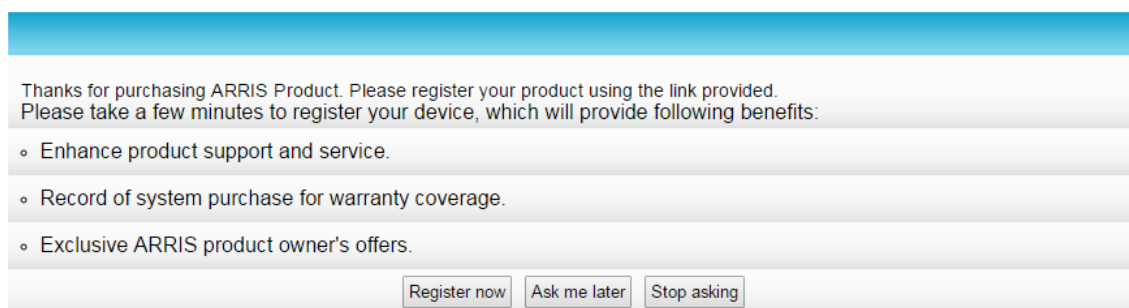 Thanks for purchasing ARRIS Product. Please register your product using the link provided.
Please take a few minutes to register your device, which will provide following benefits:
Enhance product support and service.
Record of system purchase for warranty coverage.
Exclusive ARRIS product owner's offers.
Register now Ask me later Stop asking